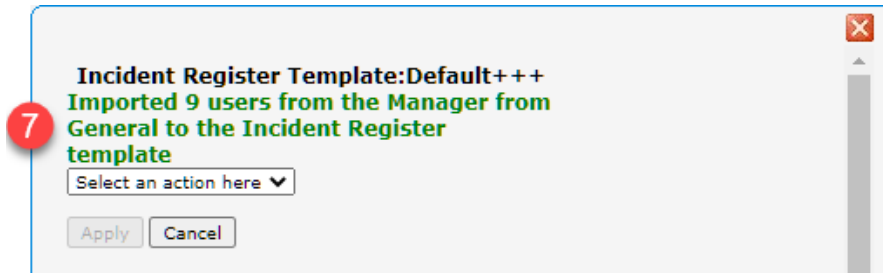 Incident Register Template:Default+++
Imported 9 users from the Manager from
General to the Incident Register
template
7
Select an action here
Apply Cancel